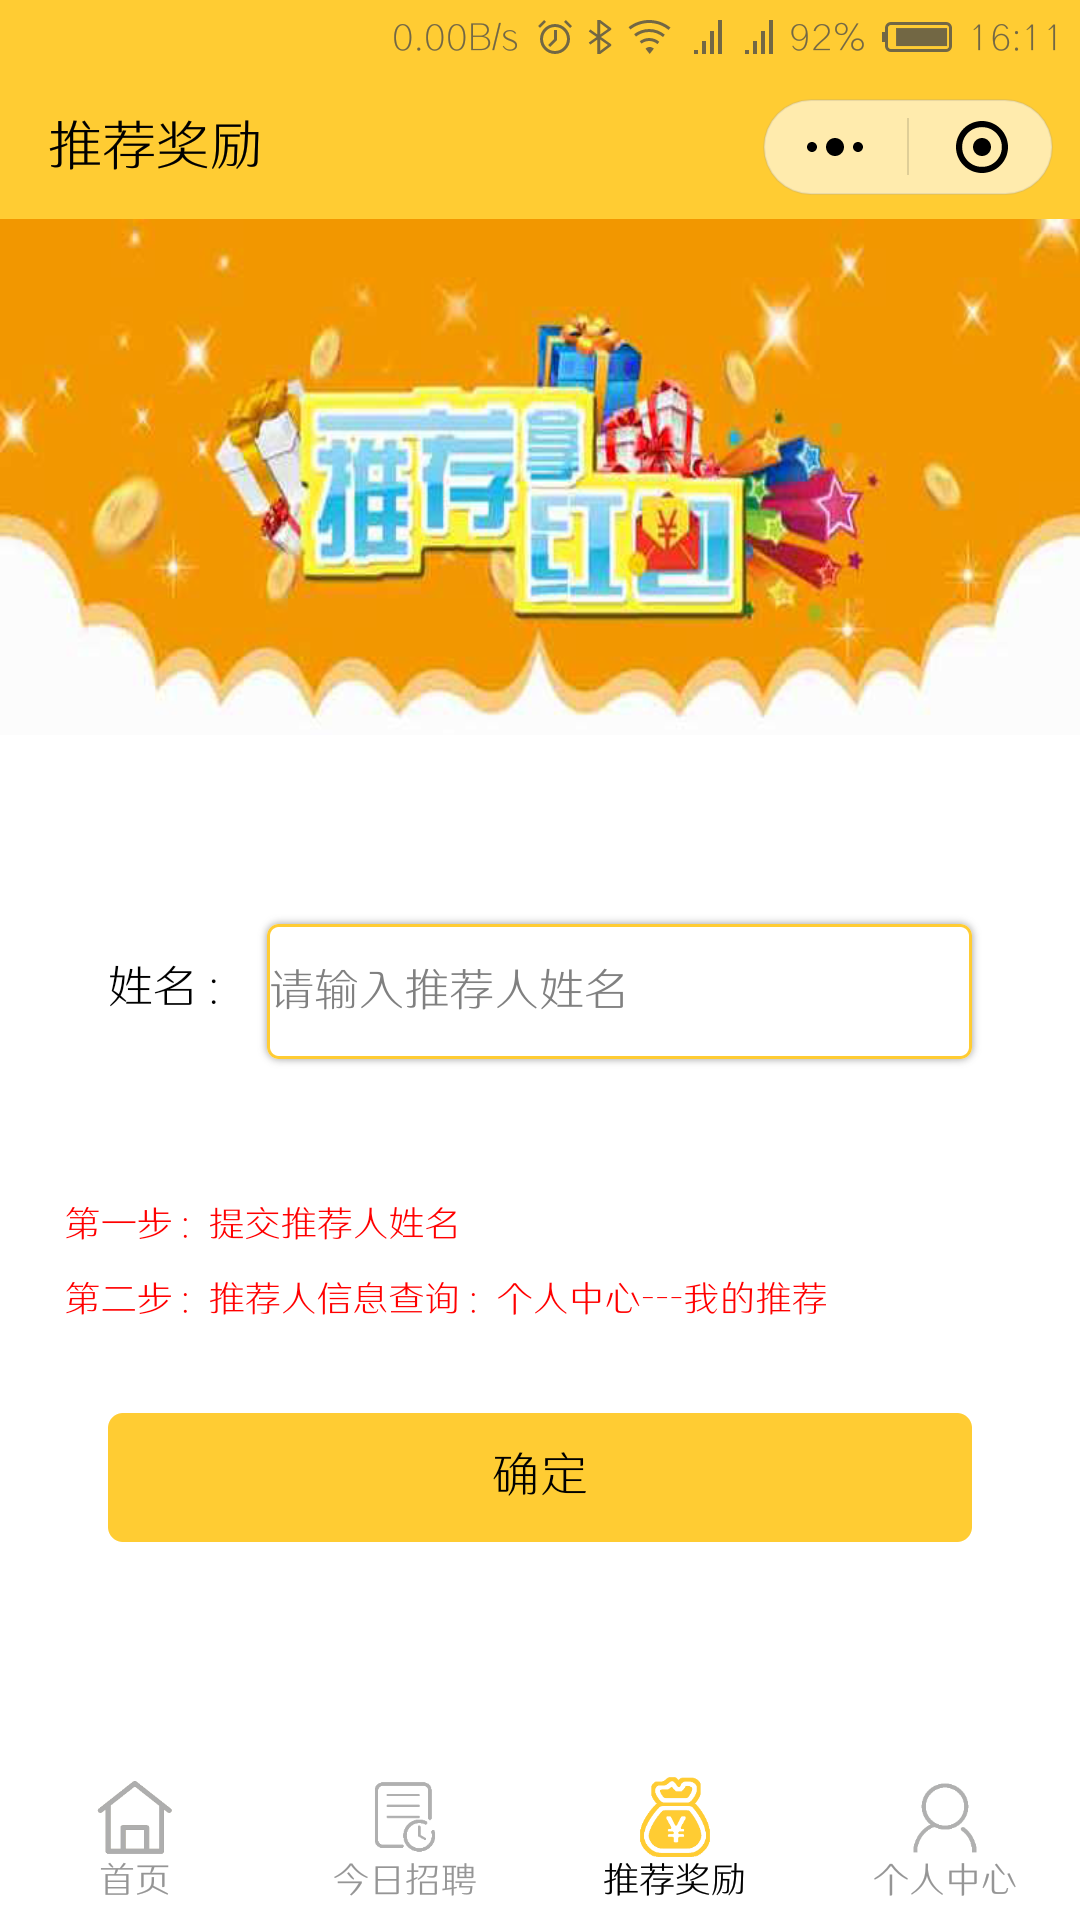 0.00B/s 92% 16:11
推荐奖励
推荐拿
红包
¥
姓名： 请输入推荐人姓名
第一步：提交推荐人姓名
第二步：推荐人信息查询：个人中心---我的推荐
确定
¥
首页 今日招聘 推荐奖励 个人中心